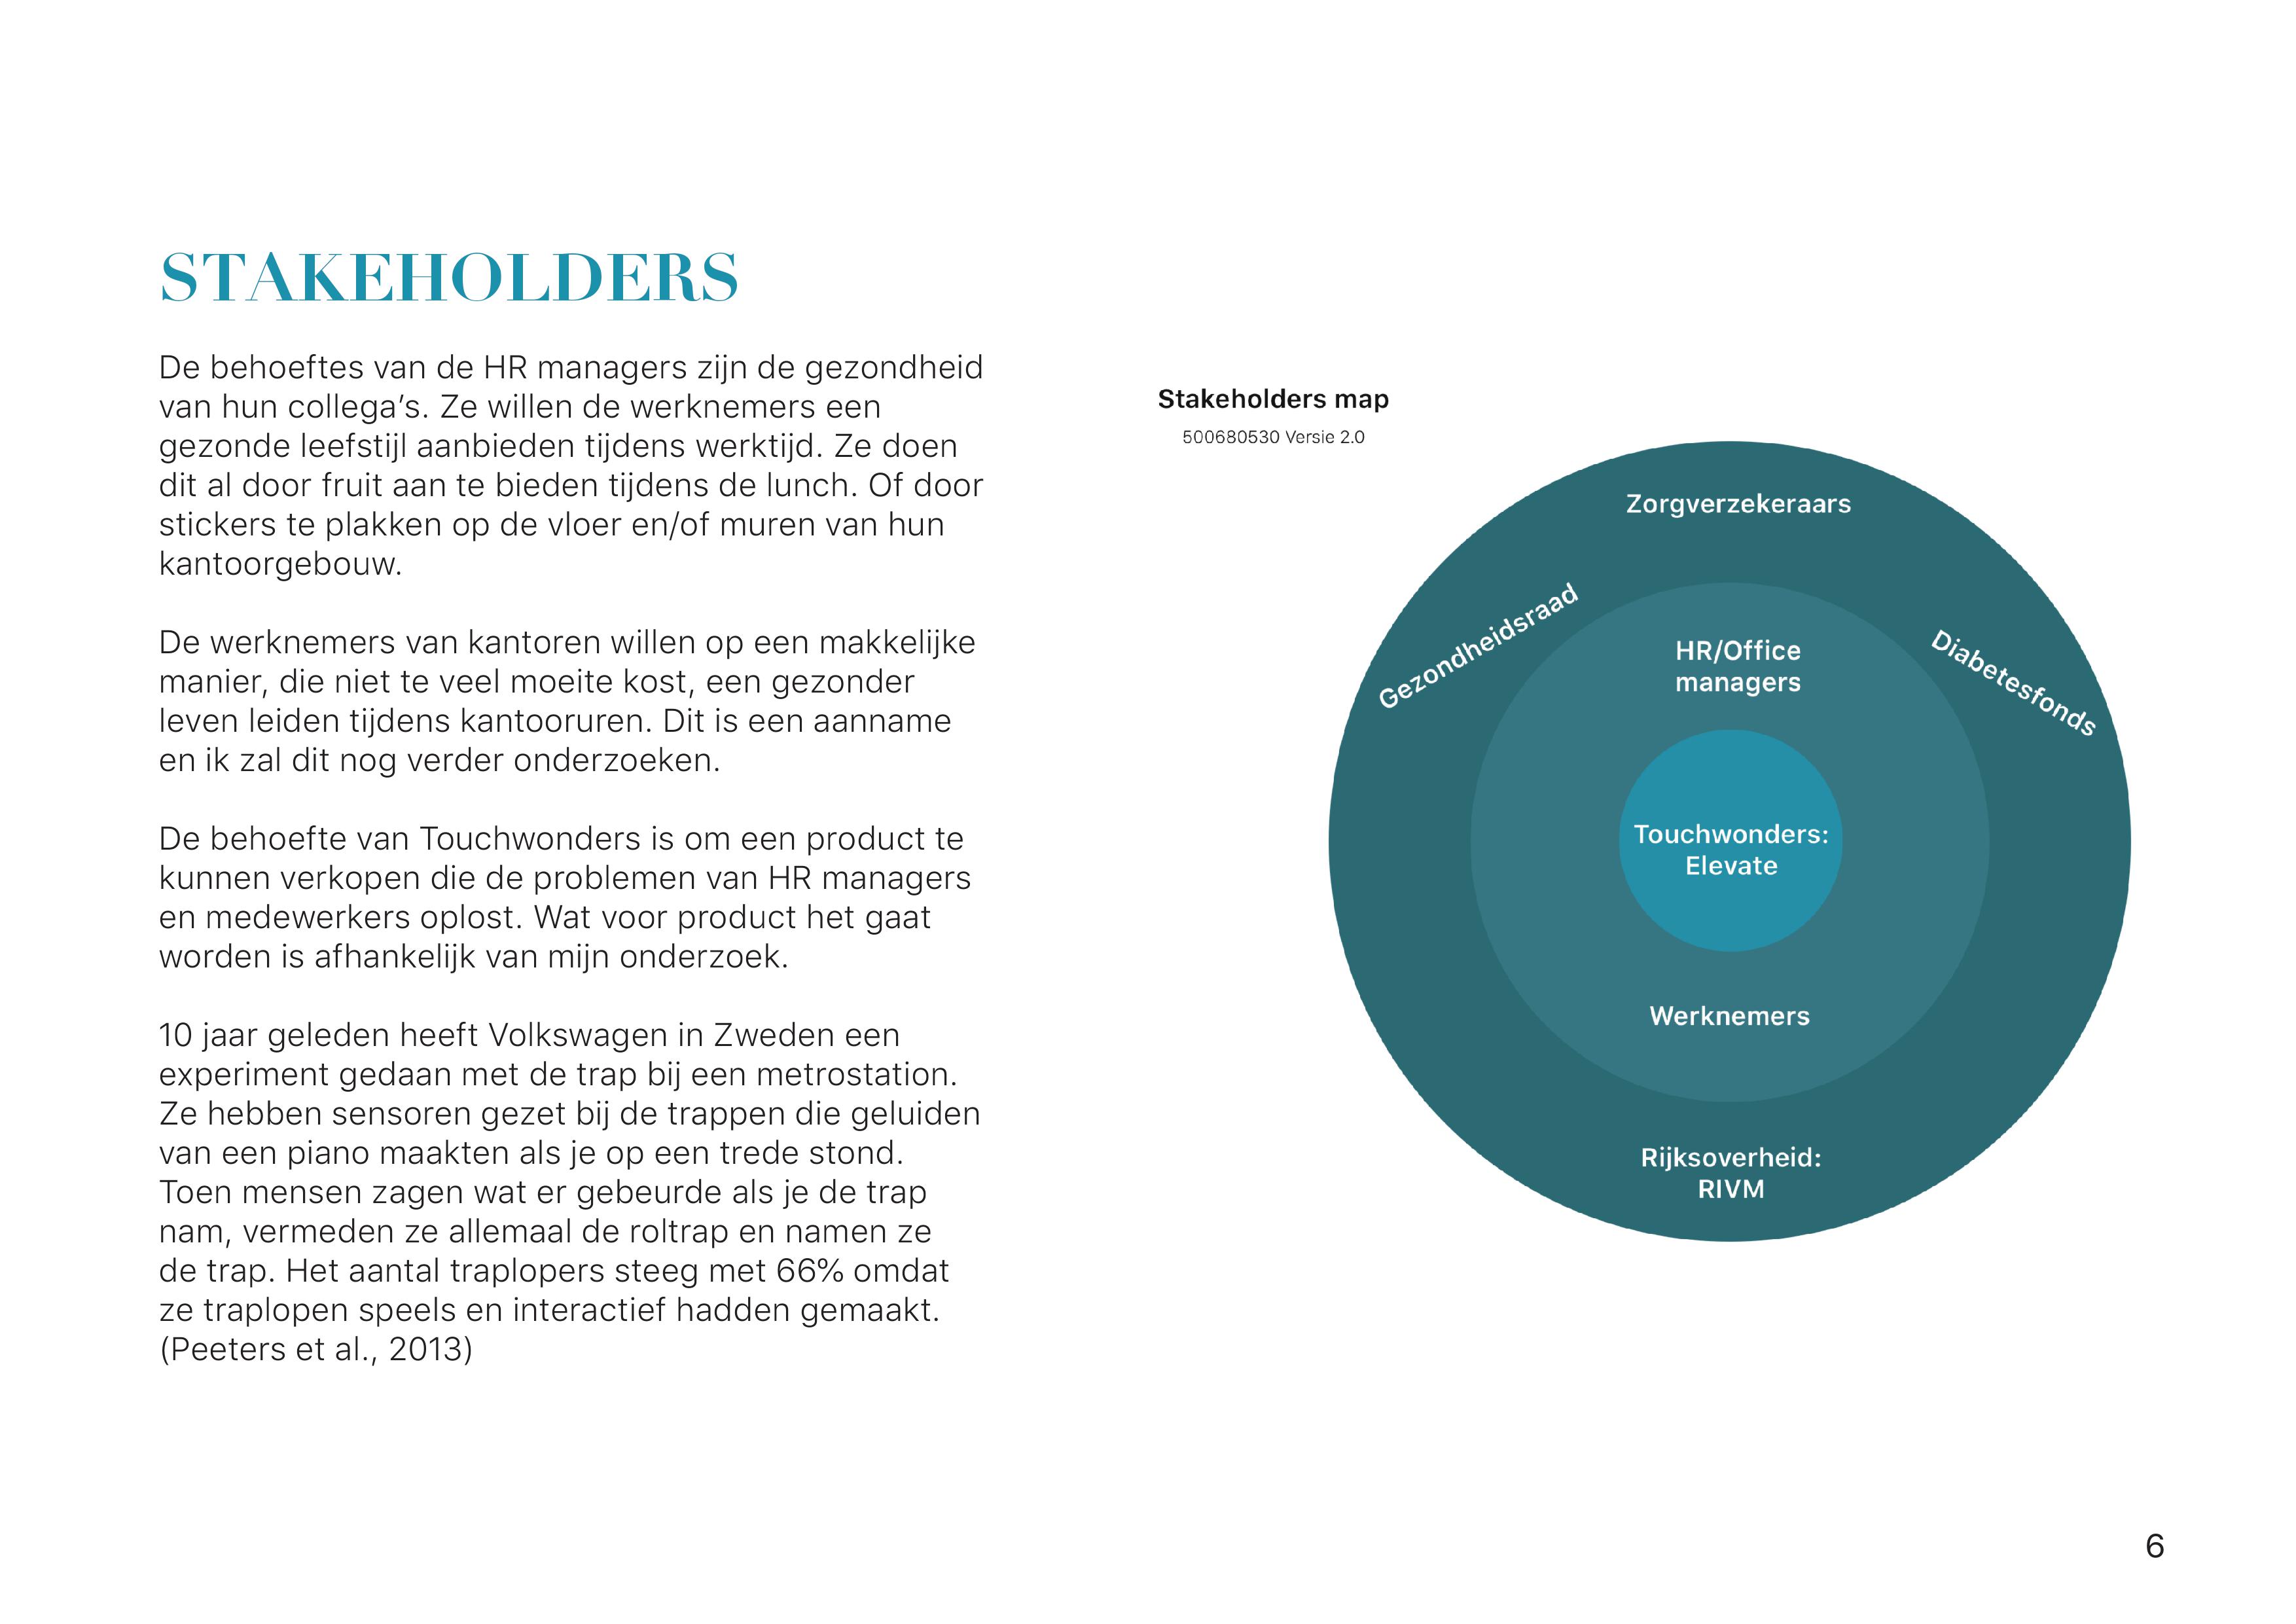 STAKEHOLDERS
De behoeftes van de HR managers zijn de gezondheid
van hun collega’s. Ze willen de werknemers een
gezonde leefstijl aanbieden tijdens werktijd. Ze doen
dit al door fruit aan te bieden tijdens de lunch. Of door
stickers te plakken op de vloer en/of muren van hun
kantoorgebouw.
De werknemers van kantoren willen op een makkelijke
manier, die niet te veel moeite kost, een gezonder
leven leiden tijdens kantooruren. Dit is een aanname
en ik zal dit nog verder onderzoeken.
De behoefte van Touchwonders is om een product te
kunnen verkopen die de problemen van HR managers
en medewerkers oplost. Wat voor product het gaat
worden is afhankelijk van mijn onderzoek.
10 jaar geleden heeft Volkswagen in Zweden een
experiment gedaan met de trap bij een metrostation.
Ze hebben sensoren gezet bij de trappen die geluiden
van een piano maakten als je op een trede stond.
Toen mensen zagen wat er gebeurde als je de trap
nam, vermeden ze allemaal de roltrap en namen ze
de trap. Het aantal traplopers steeg met 66% omdat
ze traplopen speels en interactief hadden gemaakt.
(Peeters et al., 2013)
Stakeholders map
500680530 Versie 2.0
Zorgverzekeraars
Gezondheidsraad
Diabetesfonds
HR/Office
managers
Touchwonders:
Elevate
Werknemers
Rijksoverheid:
RIVM
6